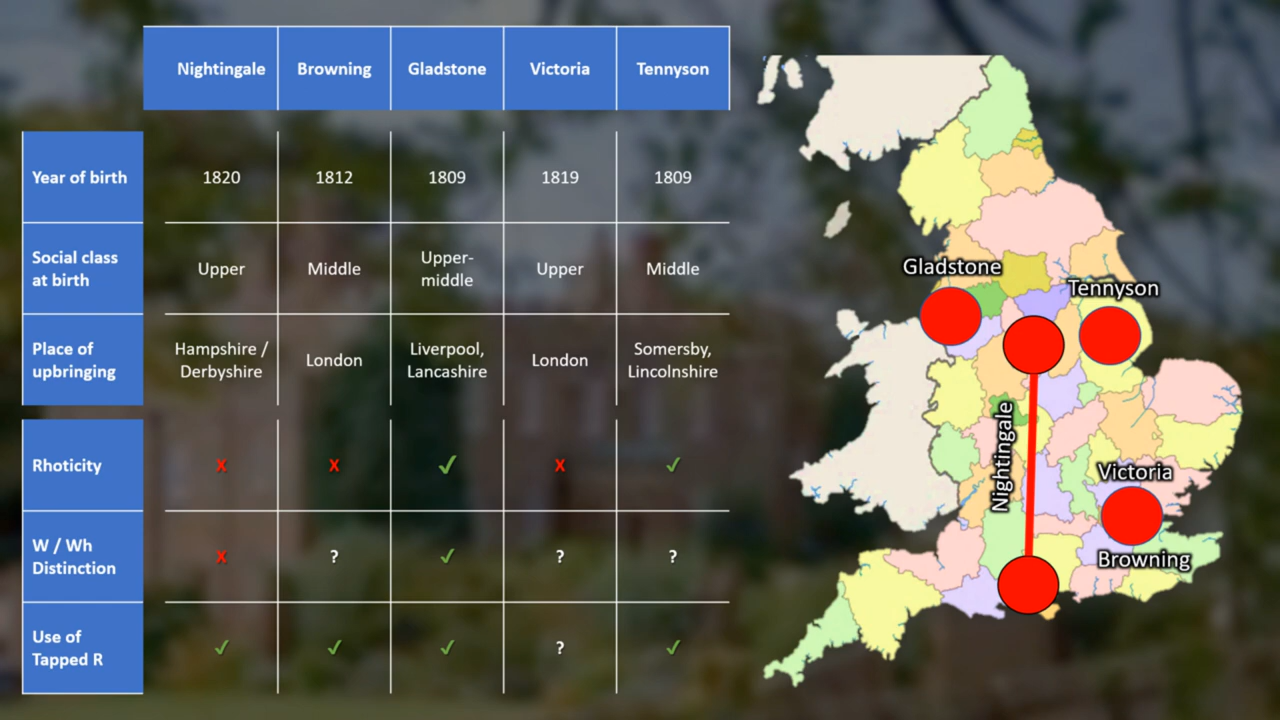 Nightingale Browning Gladstone Victoria Tennyson
Year of birth 1820 1812 1809 1819 1809
Social class
at birth
Upper Middle
Upper-
middle
Upper Middle
Place of
upbringing
Hampshire /
Derbyshire
London
Liverpool,
Lancashire
London
Somersby,
Lincolnshire
Rhoticity x x ✓ x ✓
W / Wh
Distinction
x ? ✓ ? ?
Use of
Tapped R
✓ ✓ ✓ ? ✓
Gladstone
Tennyson
Nightingale
Victoria
Browning